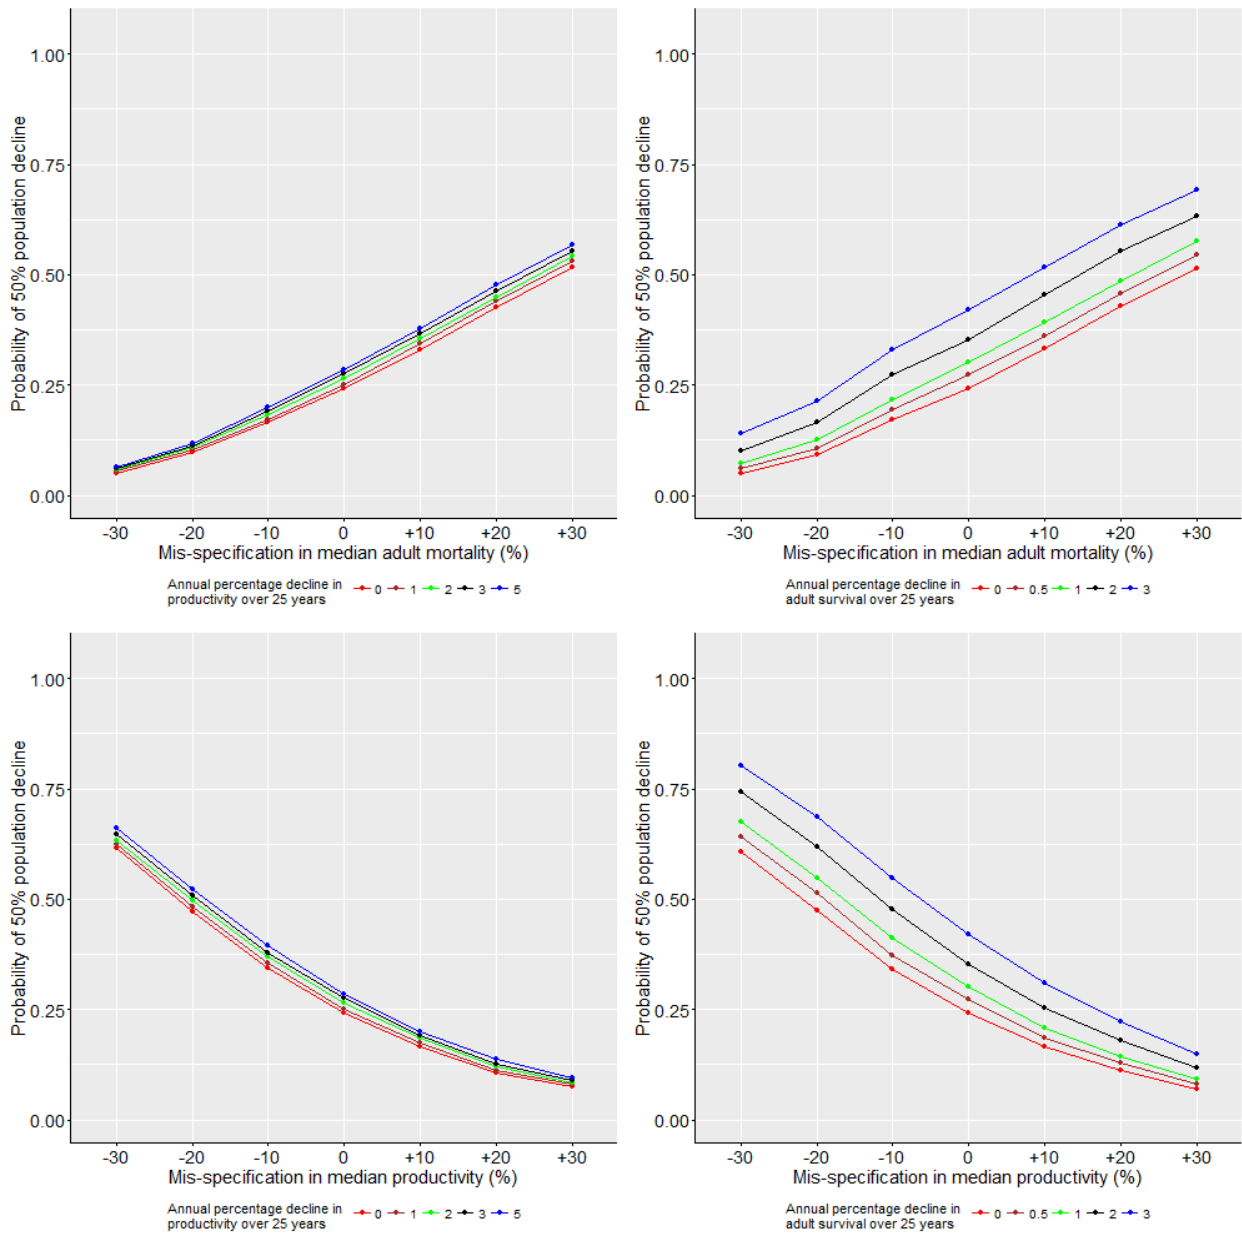 Probability of 50% population decline
1.00
0.75
0.50
0.25
0.00
-30 -20 -10 0 +10 +20 +30
Mis-specification in median adult mortality (%)
Annual percentage decline in
productivity over 25 years
0 1 2 3 5
Probability of 50% population decline
1.00
0.75
0.50
0.25
0.00
-30 -20 -10 0 +10 +20 +30
Mis-specification in median adult mortality (%)
Annual percentage decline in
adult survival over 25 years
0 0.5 1 2 3
Probability of 50% population decline
1.00
0.75
0.50
0.25
0.00
-30 -20 -10 0 +10 +20 +30
Mis-specification in median productivity (%)
Annual percentage decline in
productivity over 25 years
0 1 2 3 5
Probability of 50% population decline
1.00
0.75
0.50
0.25
0.00
-30 -20 -10 0 +10 +20 +30
Mis-specification in median productivity (%)
Annual percentage decline in
adult survival over 25 years
0 0.5 1 2 3